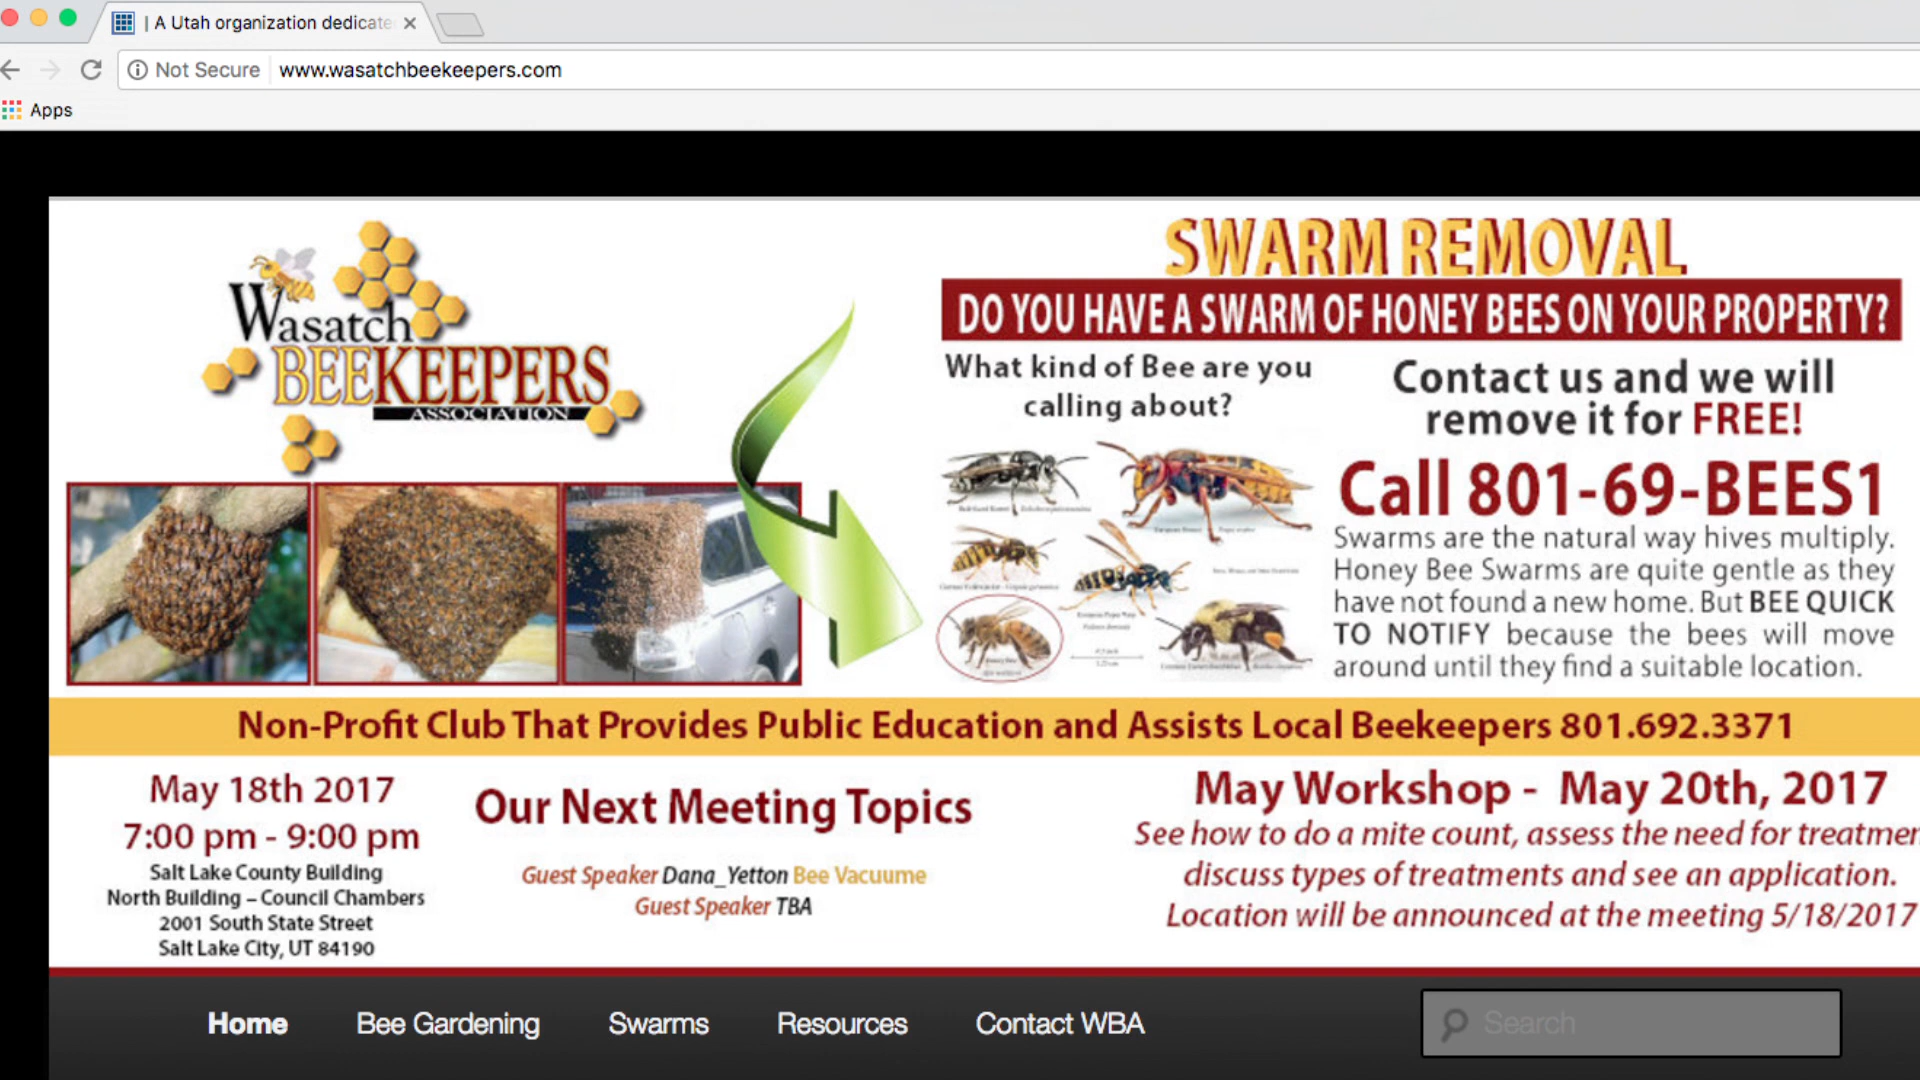 | A Utah organization dedicate
Not Secure
www.wasatchbeekeepers.com
Apps
Wasatch
BEEKEEPERS
ASSOCIATION
SWARM REMOVAL
DO YOU HAVE A SWARM OF HONEY BEES ON YOUR PROPERTY?
What kind of Bee are you
calling about?
Contact us and we will
remove it for FREE!
Call 801-69-BEES1
Swarms are the natural way hives multiply.
Honey Bee Swarms are quite gentle as they
have not found a new home. But BEE QUICK
TO NOTIFY because the bees will move
around until they find a suitable location.
Non-Profit Club That Provides Public Education and Assists Local Beekeepers 801.692.3371
May 18th 2017
7:00 pm - 9:00 pm
Salt Lake County Building
North Building – Council Chambers
2001 South State Street
Salt Lake City, UT 84190
Our Next Meeting Topics
Guest Speaker Dana_Yetton Bee Vacuume
Guest Speaker TBA
May Workshop - May 20th, 2017
See how to do a mite count, assess the need for treatmen
discuss types of treatments and see an application.
Location will be announced at the meeting 5/18/2017
Home
Bee Gardening
Swarms
Resources
Contact WBA
Search